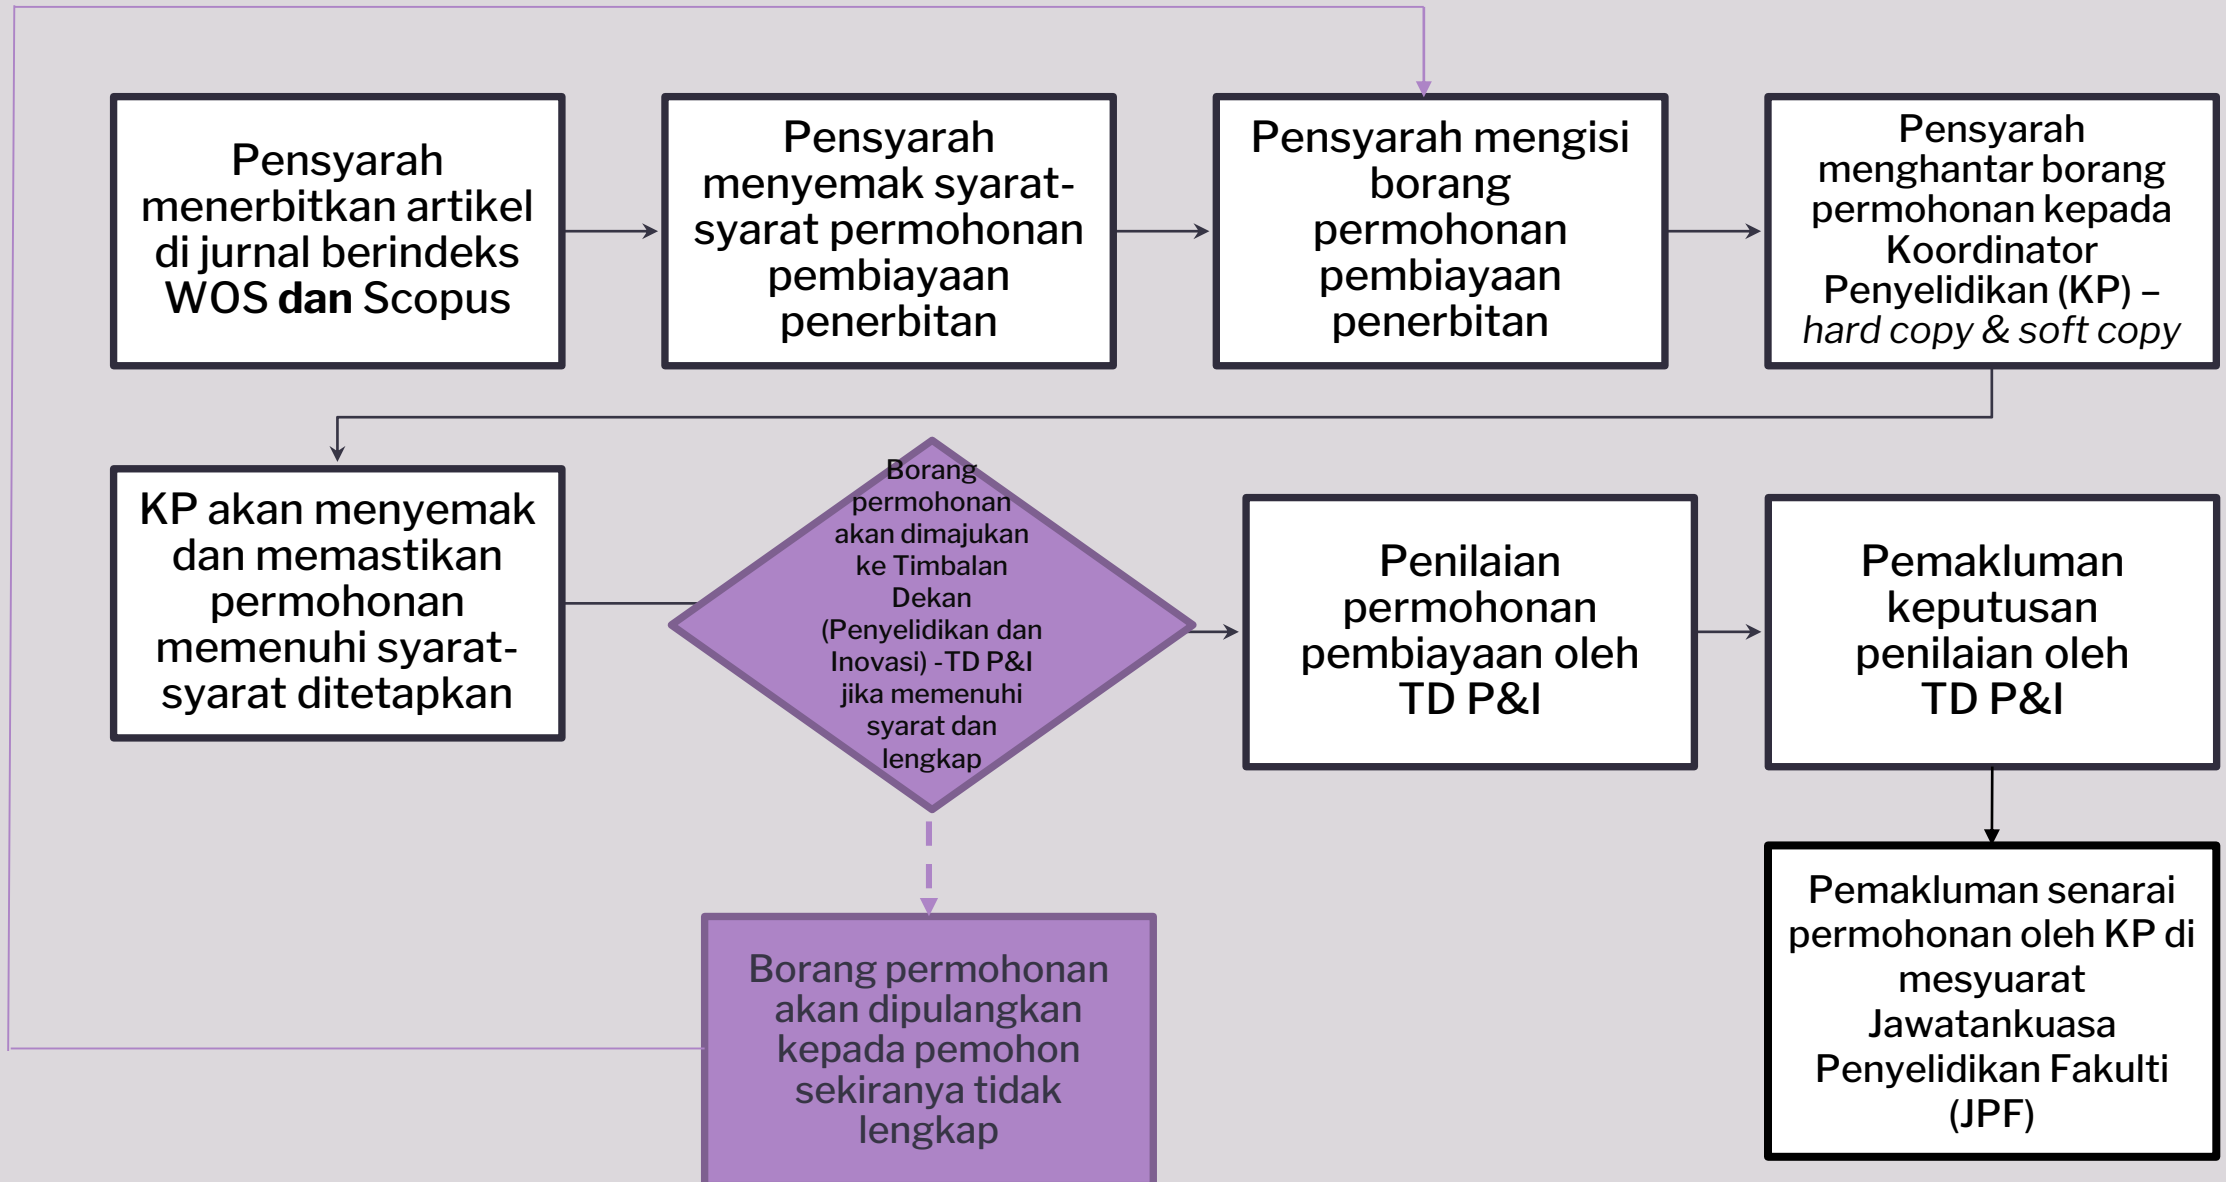 Pensyarah
menerbitkan artikel
di jurnal berindeks
WOS dan Scopus
Pensyarah
menyemak syarat-
syarat permohonan
pembiayaan
penerbitan
Pensyarah mengisi
borang
permohonan
pembiayaan
penerbitan
Pensyarah
menghantar borang
permohonan kepada
Koordinator
Penyelidikan (KP) –
hard copy & soft copy
KP akan menyemak
dan memastikan
permohonan
memenuhi syarat-
syarat ditetapkan
Borang
permohonan
akan dimajukan
ke Timbalan
Dekan
(Penyelidikan dan
Inovasi) -TD P&I
jika memenuhi
syarat dan
lengkap
Penilaian
permohonan
pembiayaan oleh
TD P&I
Pemakluman
keputusan
penilaian oleh
TD P&I
Borang permohonan
akan dipulangkan
kepada pemohon
sekiranya tidak
lengkap
Pemakluman senarai
permohonan oleh KP di
mesyuarat
Jawatankuasa
Penyelidikan Fakulti
(JPF)